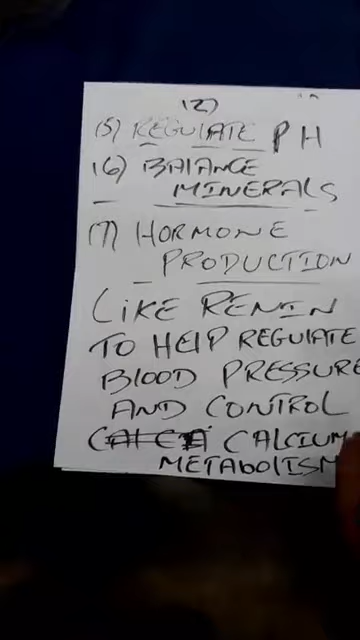 (2)
(5) REGULATE PH
(6) BALANCE
MINERALS
(7) HORMONE
PRODUCTION
LIKE RENIN
TO HELP REGULATE
BLOOD PRESSURE
AND CONTROL
CALCIUM
METABOLISM